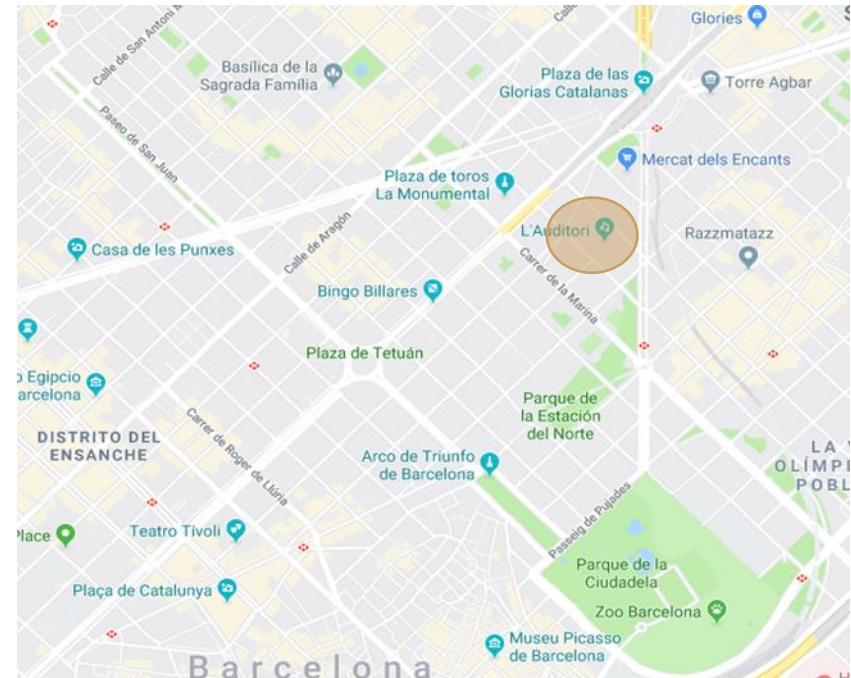 Glories
Calle de San Antoni M
Basílica de la
Sagrada Família
Plaza de las
Glorias Catalanas
Torre Agbar
Paseo de San Juan
Mercat dels Encants
Plaza de toros
La Monumental
L'Auditori
Razzmatazz
Casa de les Punxes
Calle de Aragón
Carrer de la Marina
Bingo Billares
Plaza de Tetuán
o Egipcio
arcelona
Parque de
la Estación
del Norte
DISTRITO DEL
ENSANCHE
Carrer de Roger de Llúria
Arco de Triunfo
de Barcelona
LA V
OLÍMPI
POBL
Passeig de Pujades
Place
Teatro Tívoli
Parque de la
Ciudadela
Plaça de Catalunya
Zoo Barcelona
Museu Picasso
de Barcelona
Barcelona